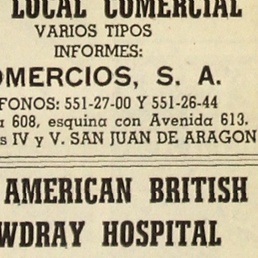 LOCAL COMERCIAL
VARIOS TIPOS
INFORMES:
OMERCIOS, S. A.
FONOS: 551-27-00 Y 551-26-44
a 608, esquina con Avenida 613.
s IV y V. SAN JUAN DE ARAGON
AMERICAN BRITISH
WDRAY HOSPITAL